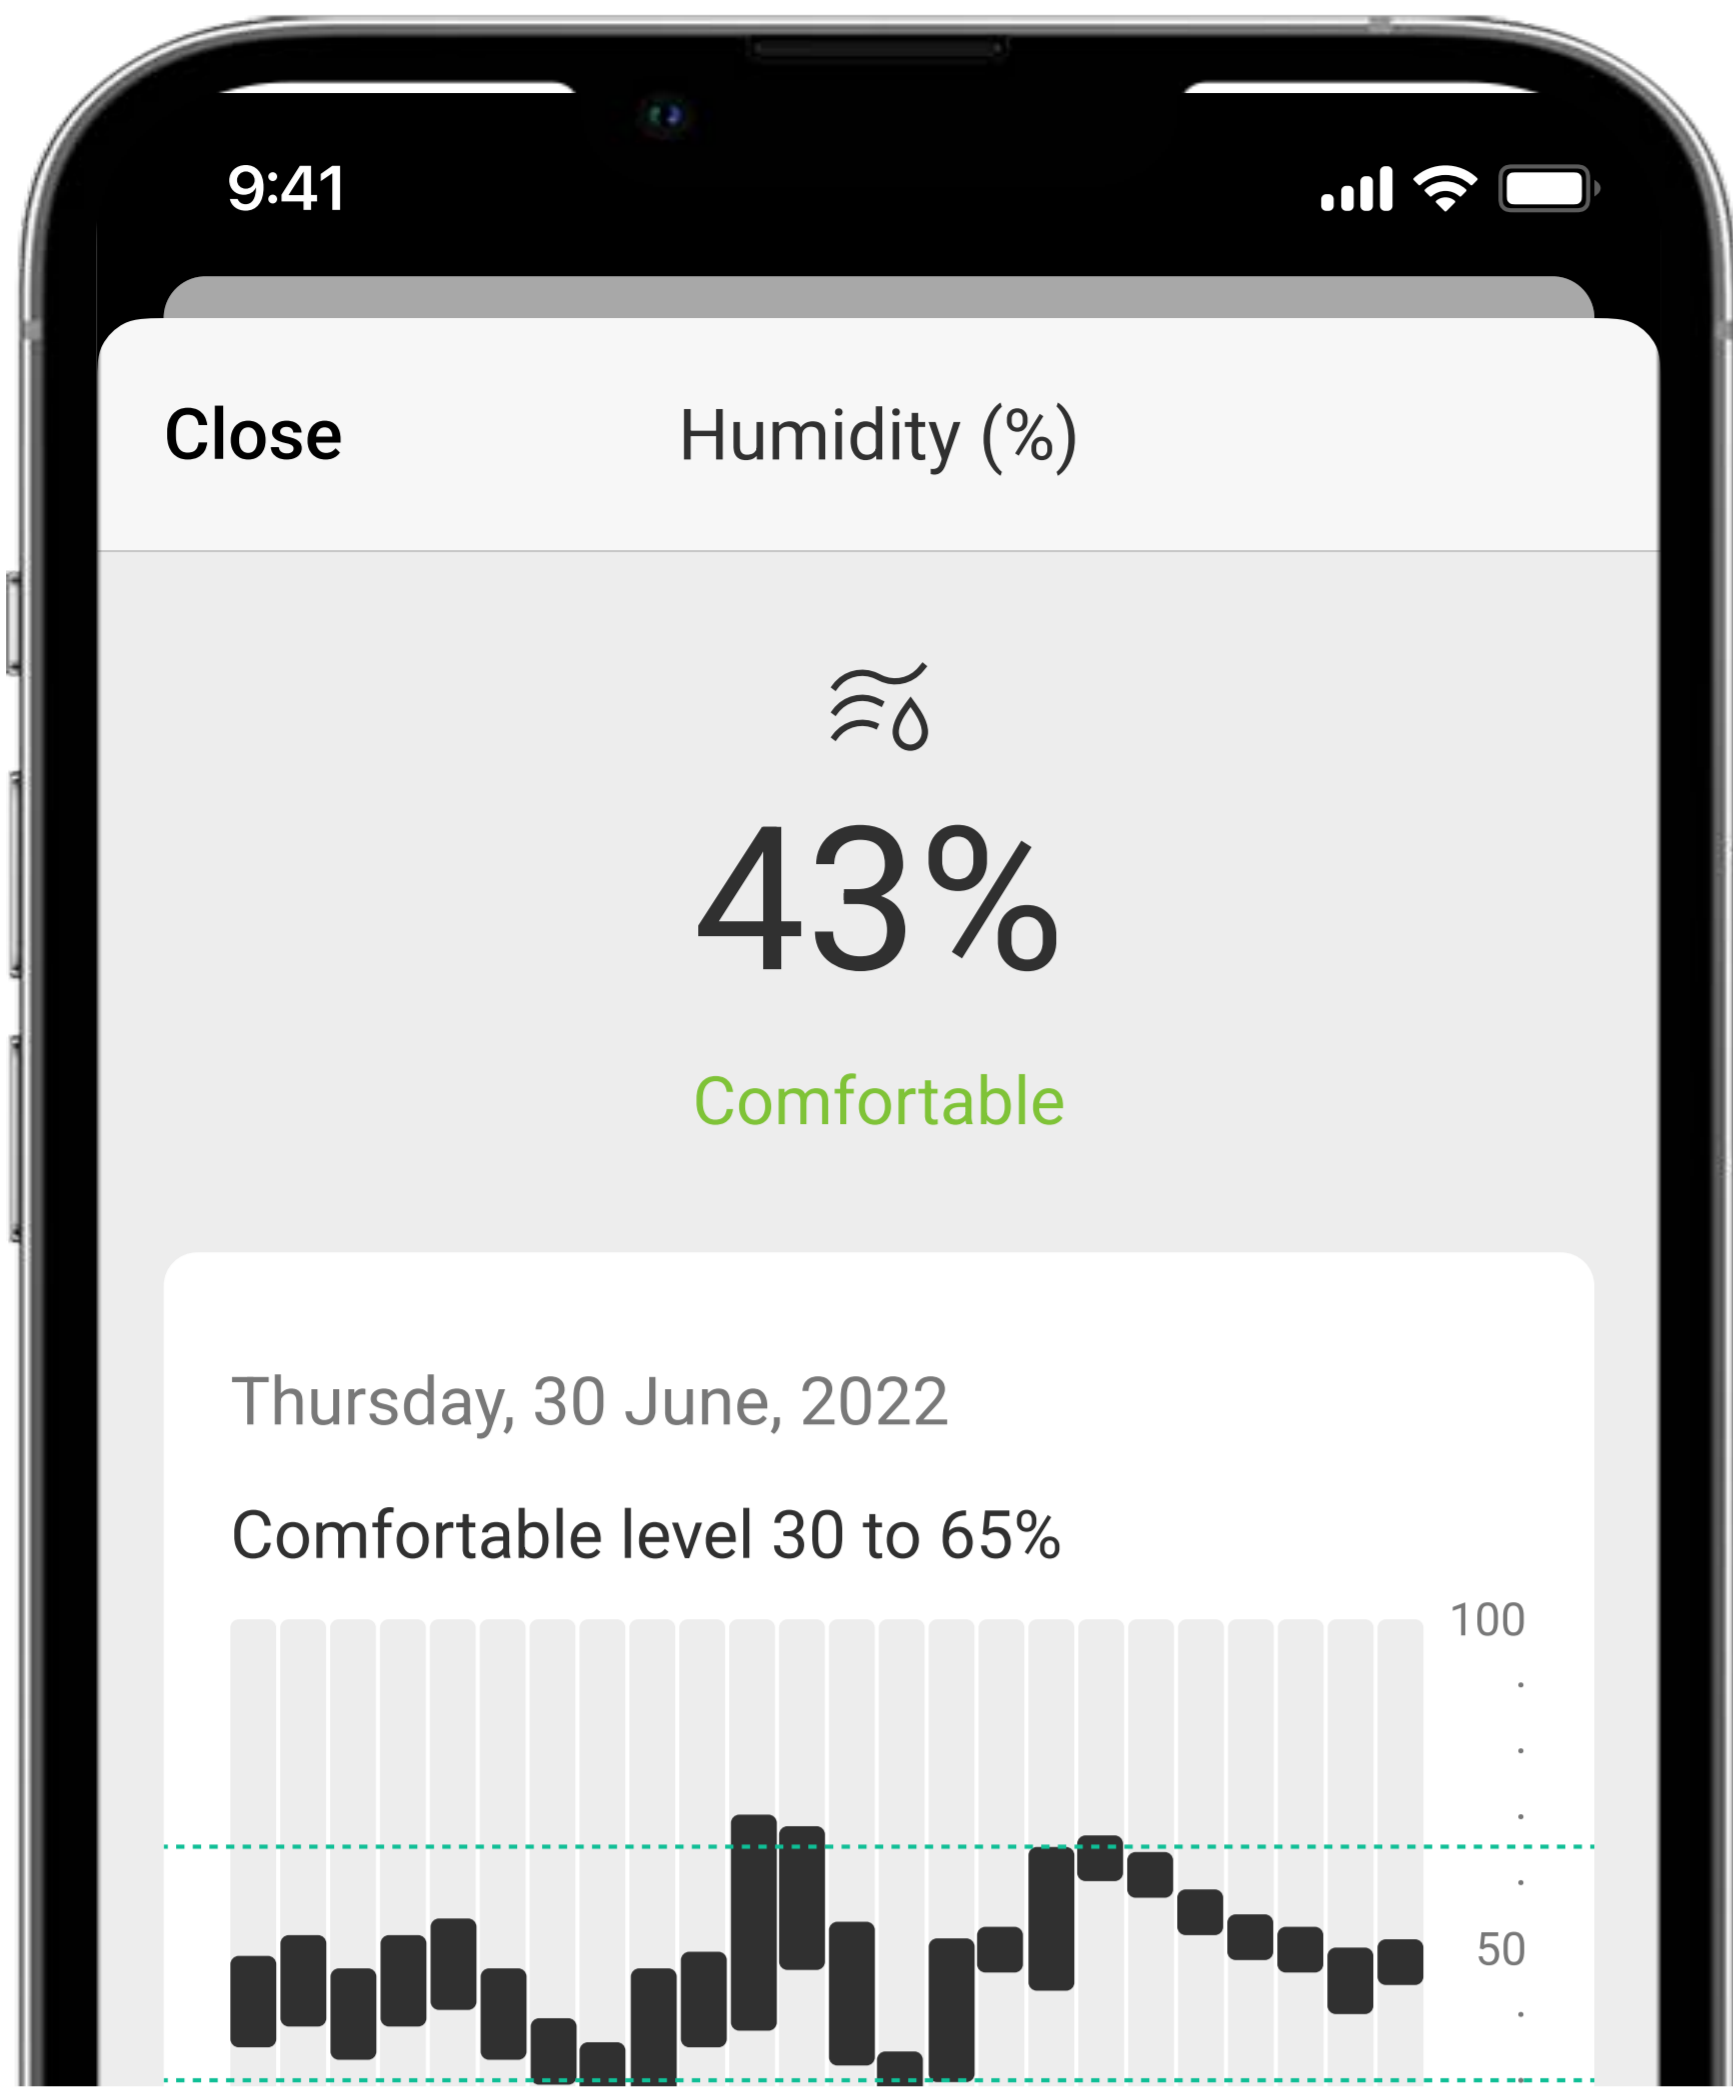 9:41
Close
Humidity (%)
43%
Comfortable
Thursday, 30 June, 2022
Comfortable level 30 to 65%
100
50